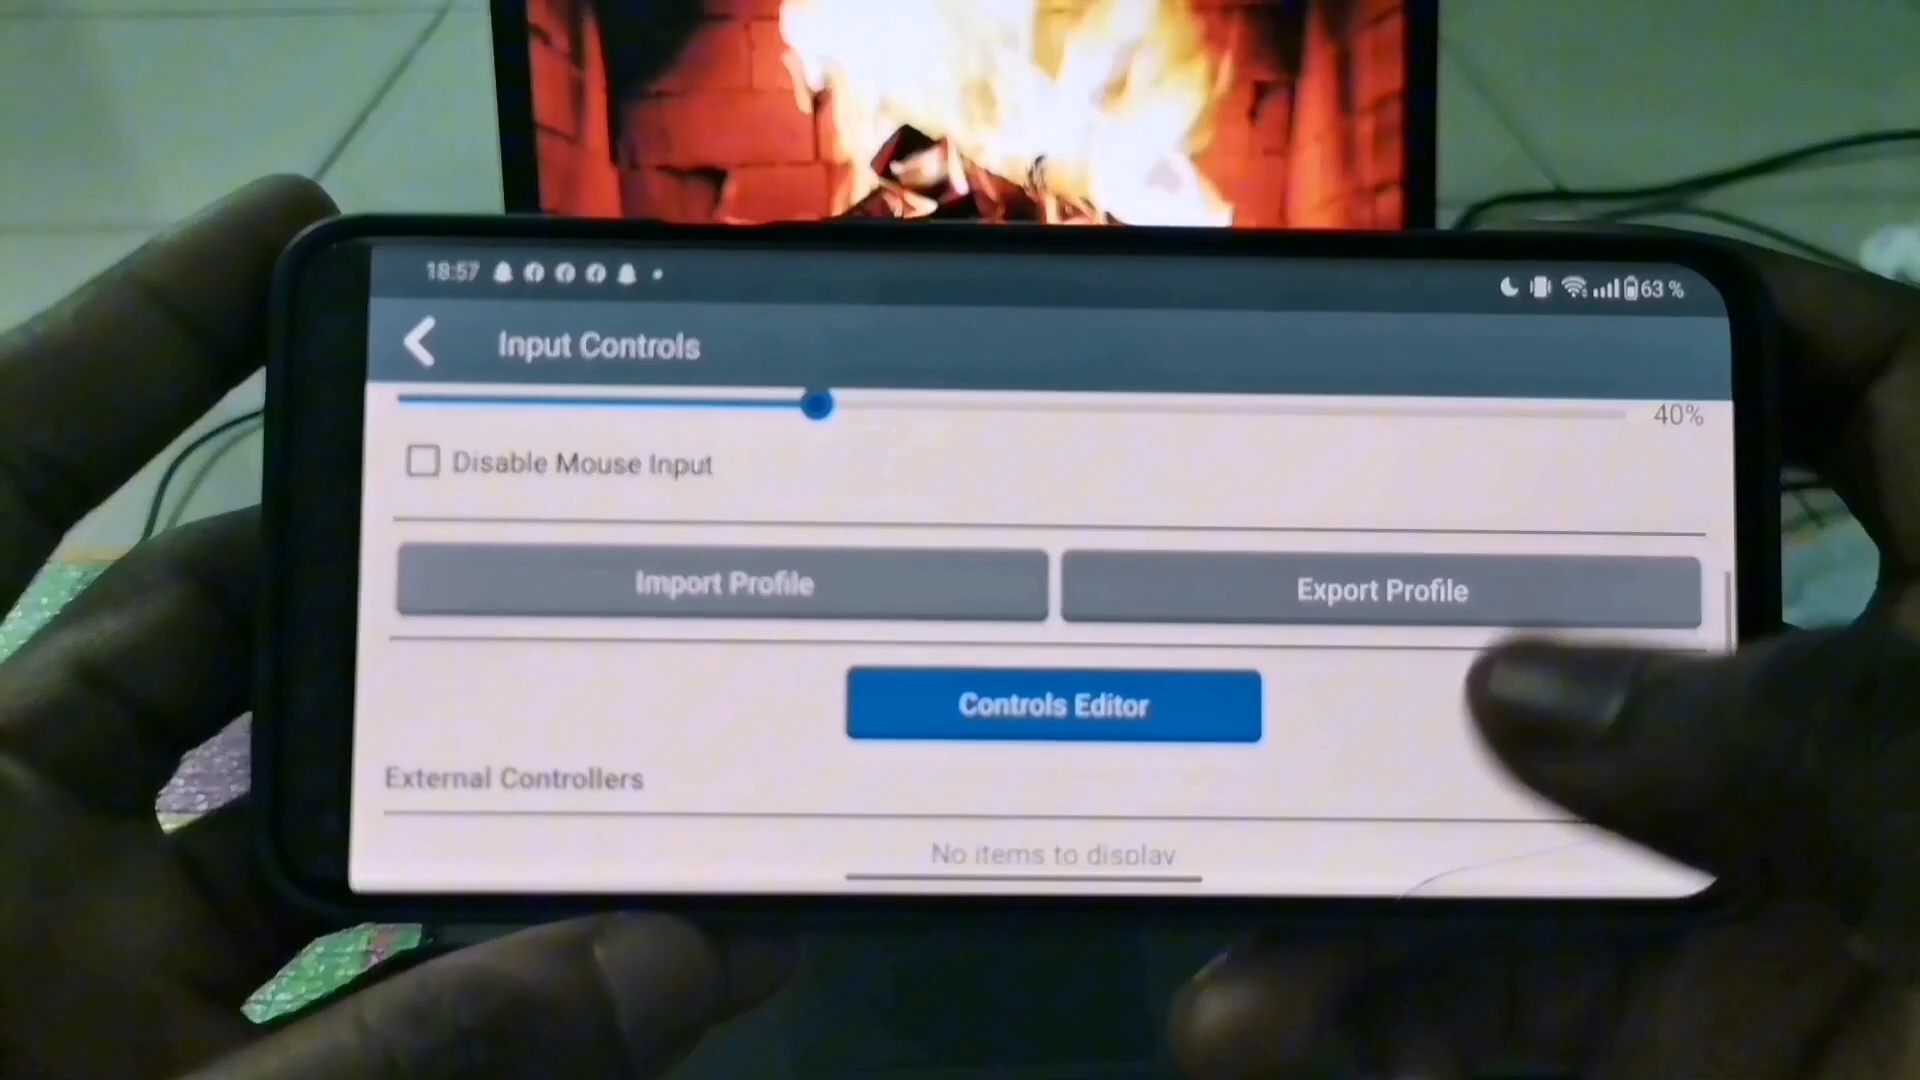 18:57 63 %
Input Controls
40%
Disable Mouse Input
Import Profile Export Profile
Controls Editor
External Controllers
No items to display